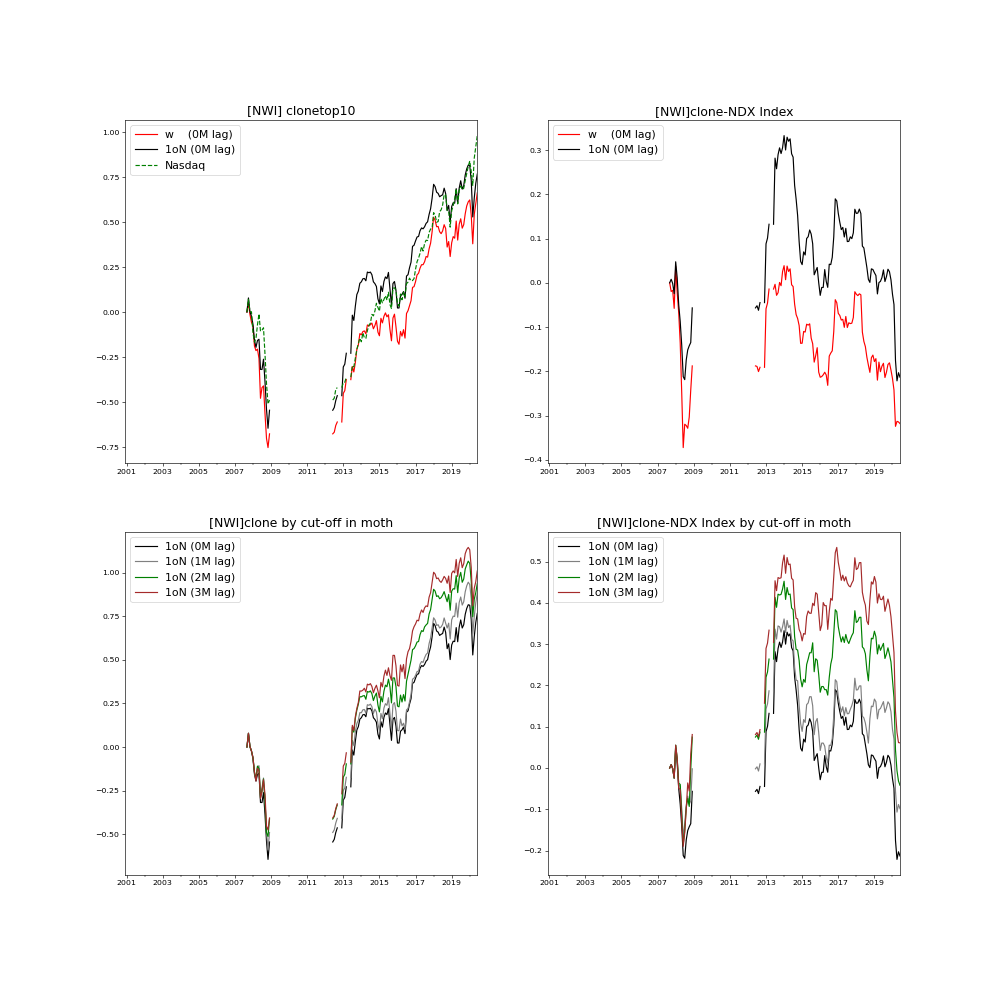 [NWI] clonetop10
w (0M lag)
1oN (0M lag)
Nasdaq
1.00
0.75
0.50
0.25
0.00
−0.25
−0.50
−0.75
2001 2003 2005 2007 2009 2011 2013 2015 2017 2019
[NWI]clone-NDX Index
w (0M lag)
1oN (0M lag)
0.3
0.2
0.1
0.0
−0.1
−0.2
−0.3
−0.4
2001 2003 2005 2007 2009 2011 2013 2015 2017 2019
[NWI]clone by cut-off in moth
1oN (0M lag)
1oN (1M lag)
1oN (2M lag)
1oN (3M lag)
1.00
0.75
0.50
0.25
0.00
−0.25
−0.50
2001 2003 2005 2007 2009 2011 2013 2015 2017 2019
[NWI]clone-NDX Index by cut-off in moth
1oN (0M lag)
1oN (1M lag)
1oN (2M lag)
1oN (3M lag)
0.5
0.4
0.3
0.2
0.1
0.0
−0.1
−0.2
2001 2003 2005 2007 2009 2011 2013 2015 2017 2019